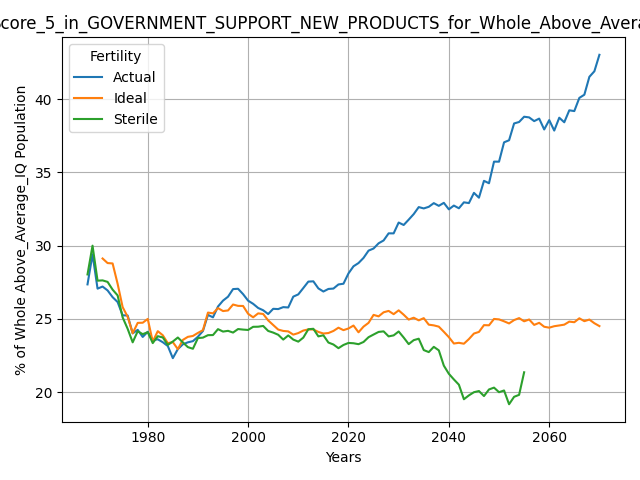 core_5_in_GOVERNMENT_SUPPORT_NEW_PRODUCTS_for_Whole_Above_Avera
Fertility
Actual
Ideal
Sterile
% of Whole Above_Average_IQ Population
40
35
30
25
20
1980 2000 2020 2040 2060
Years